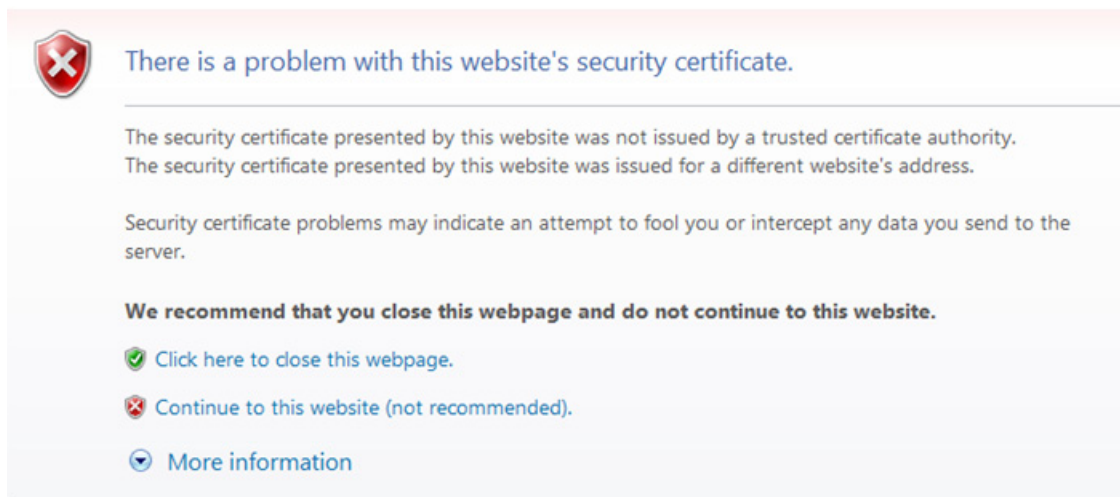 There is a problem with this website's security certificate.
The security certificate presented by this website was not issued by a trusted certificate authority.
The security certificate presented by this website was issued for a different website's address.
Security certificate problems may indicate an attempt to fool you or intercept any data you send to the
server.
We recommend that you close this webpage and do not continue to this website.
Click here to close this webpage.
Continue to this website (not recommended).
More information